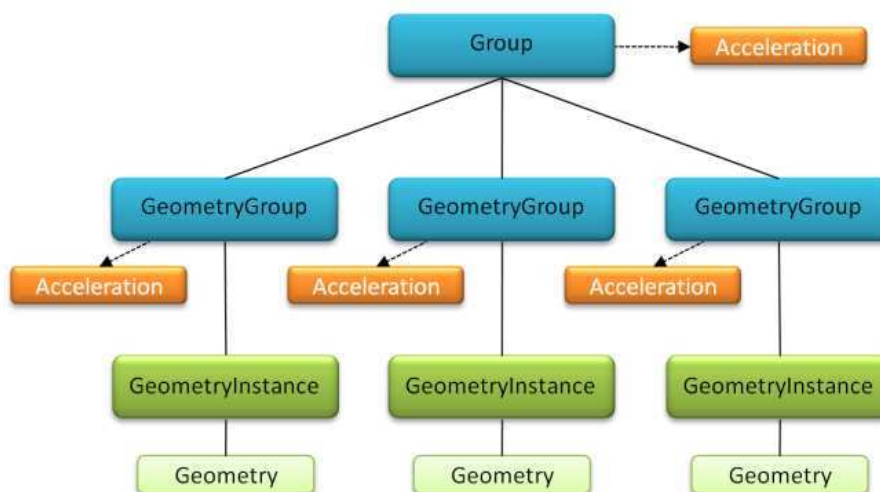 Group
Acceleration
GeometryGroup
GeometryGroup
GeometryGroup
Acceleration
Acceleration
Acceleration
GeometryInstance
GeometryInstance
GeometryInstance
Geometry
Geometry
Geometry